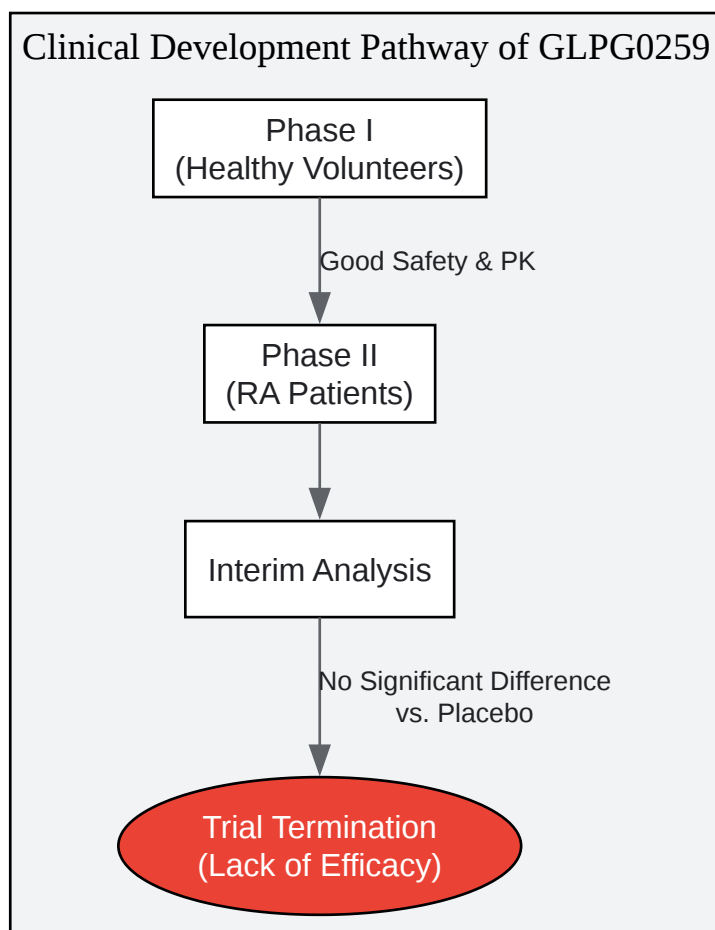 Clinical Development Pathway of GLPG0259
Phase I
(Healthy Volunteers)
Good Safety & PK
Phase II
(RA Patients)
Interim Analysis
No Significant Difference
vs. Placebo
Trial Termination
(Lack of Efficacy)